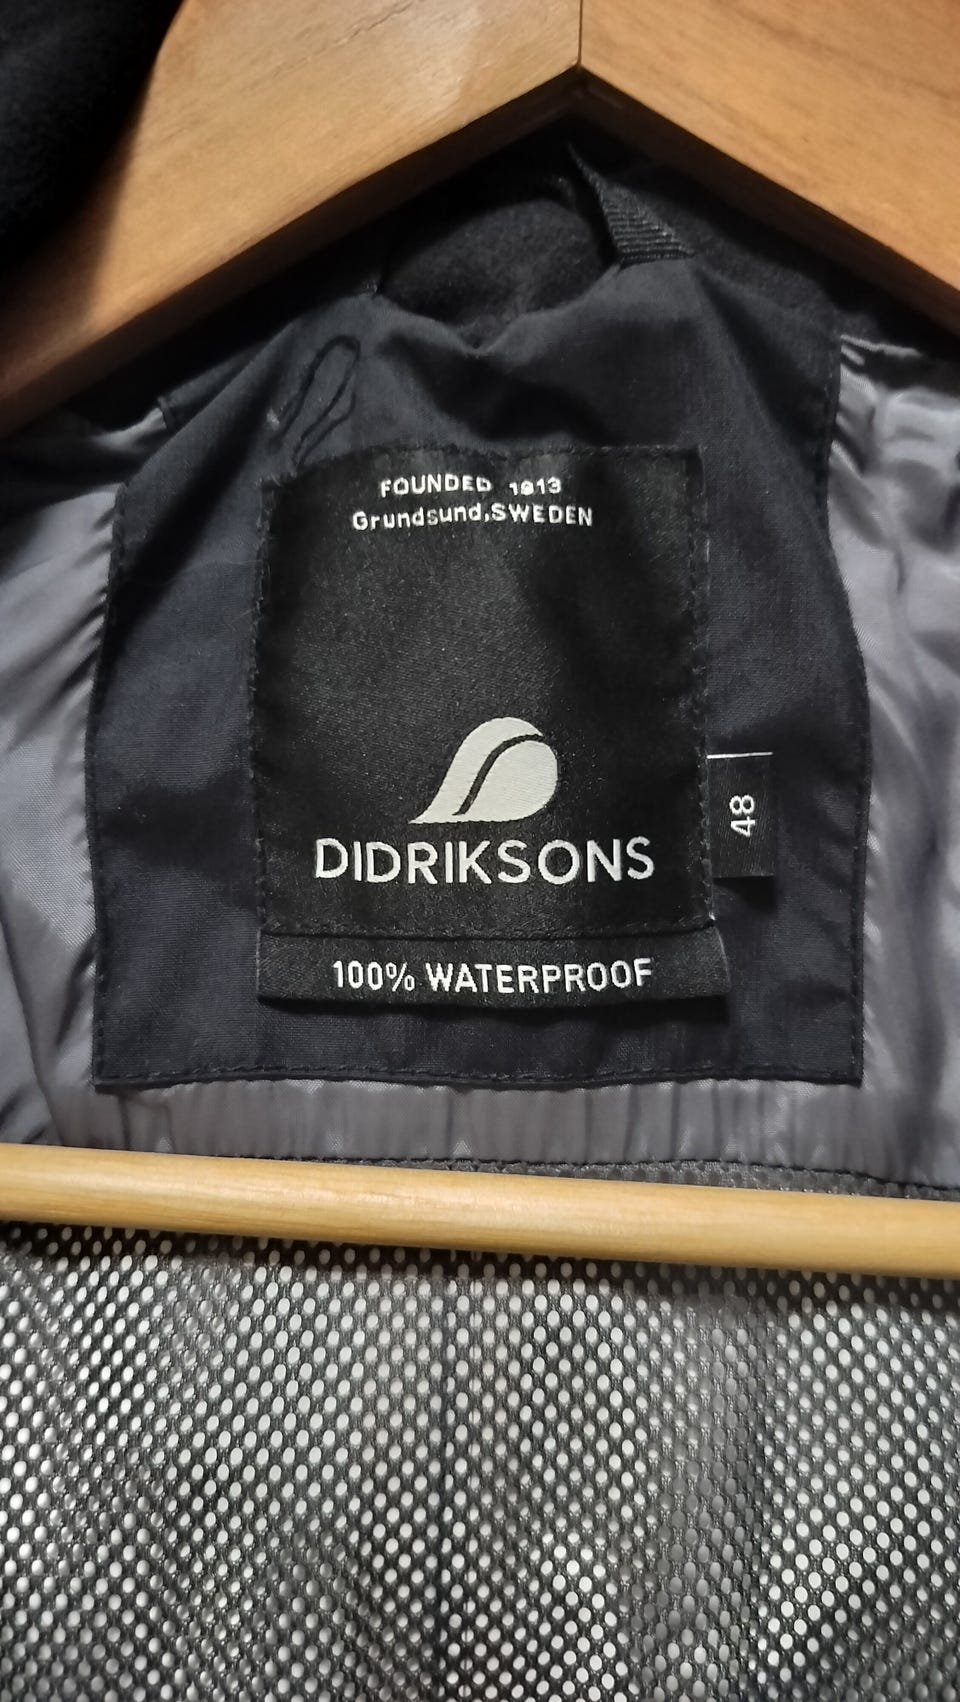 FOUNDED 1913
Grundsund,SWEDEN
DIDRIKSONS
48
100% WATERPROOF